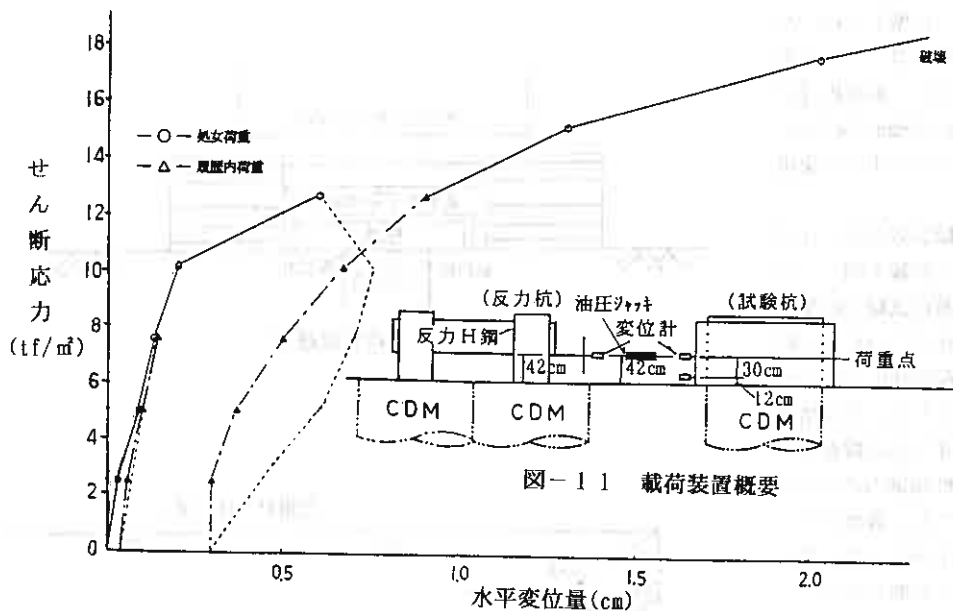 18
16
14
12
10
8
6
4
2
0
せん断応力
(tf/㎡)
—○—処女荷重
—△—履歴内荷重
破壊
(反力杭)
反力H鋼
油圧ジャッキ
変位計
(試験杭)
荷重点
42cm
42cm
30cm
12cm
CDM
CDM
CDM
図-11 載荷装置概要
0.5
1.0
1.5
2.0
水平変位量(cm)